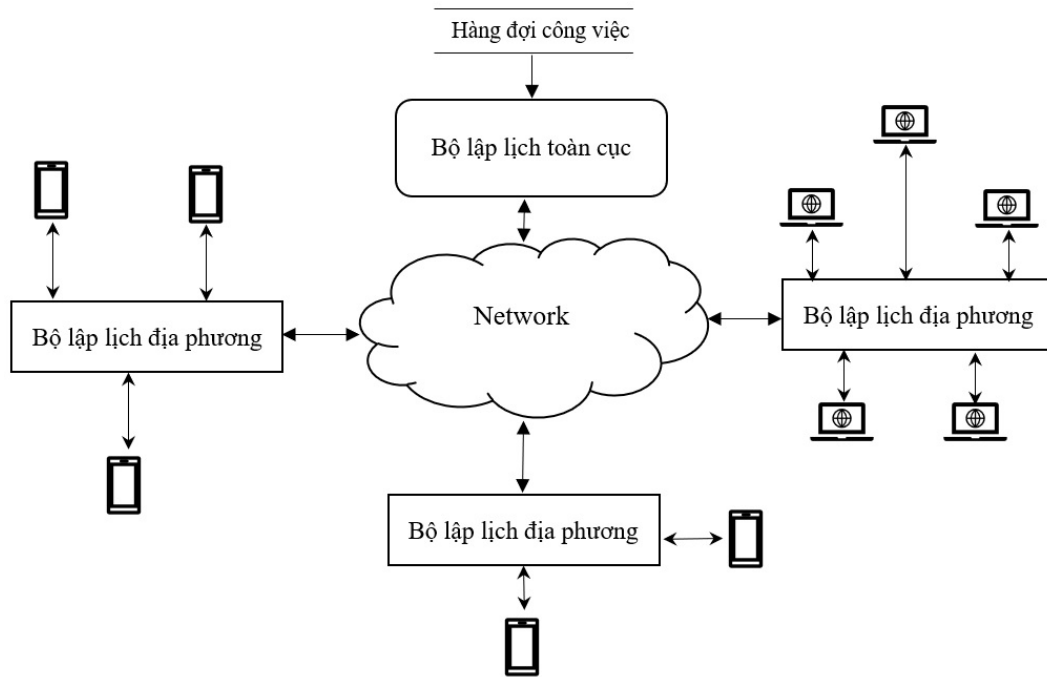 Hàng đợi công việc
Bộ lập lịch toàn cục
Network
Bộ lập lịch địa phương
Bộ lập lịch địa phương
Bộ lập lịch địa phương